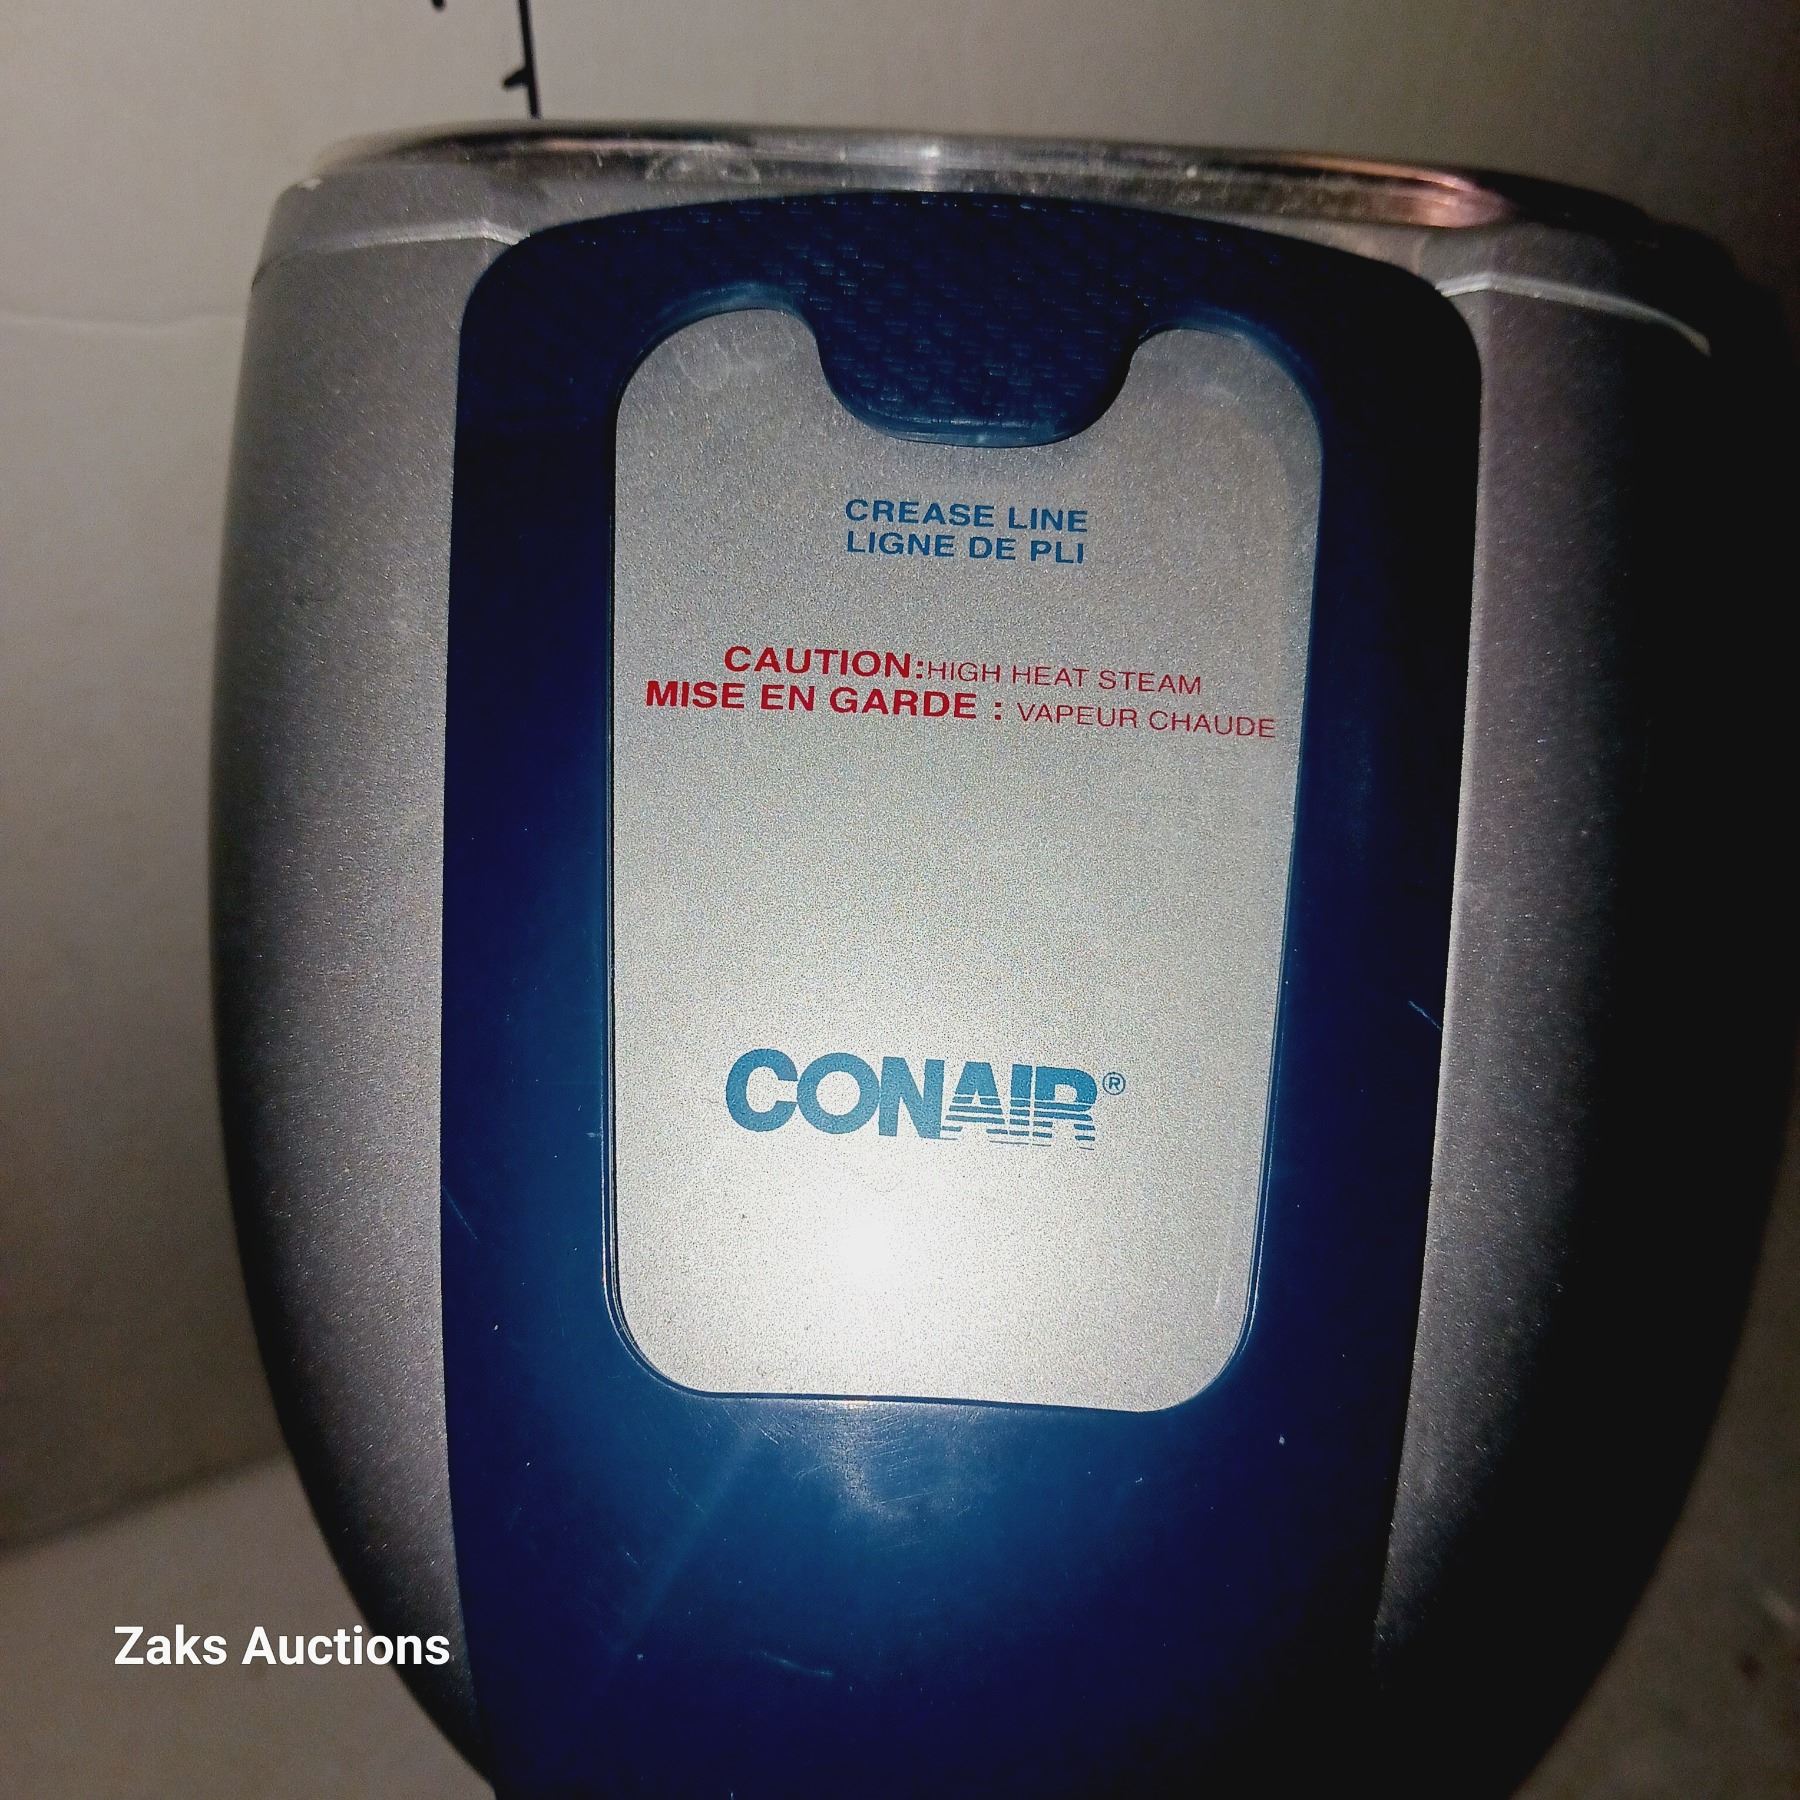 CREASE LINE
LIGNE DE PLI
CAUTION:HIGH HEAT STEAM
MISE EN GARDE : VAPEUR CHAUDE
CONAIR®
Zaks Auctions